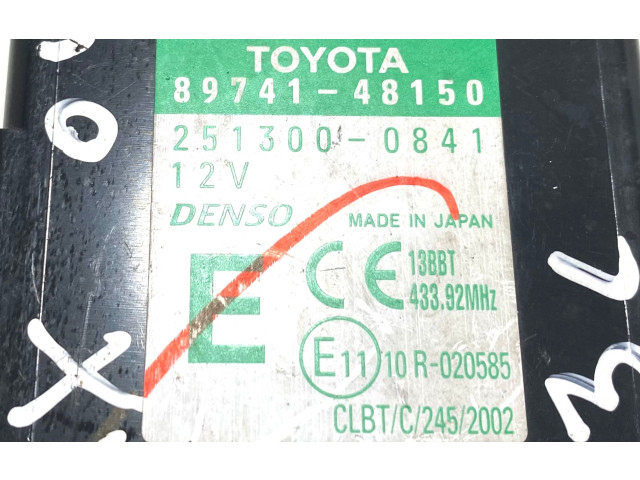 TOYOTA
89741-48150
251300-0841
12V
DENSO MADE IN JAPAN
E CE 13BBT
433.92MHz
E11 10 R-020585
CLBT/C/245/2002